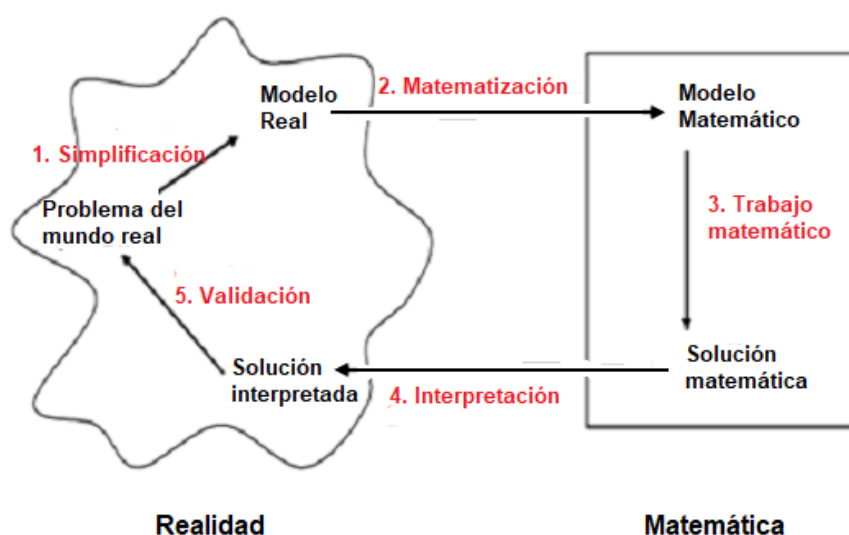 2. Matematización
Modelo
Real
Modelo
Matemático
1. Simplificación
Problema del
mundo real
3. Trabajo
matemático
5. Validación
Solución
interpretada
4. Interpretación
Solución
matemática
Realidad
Matemática